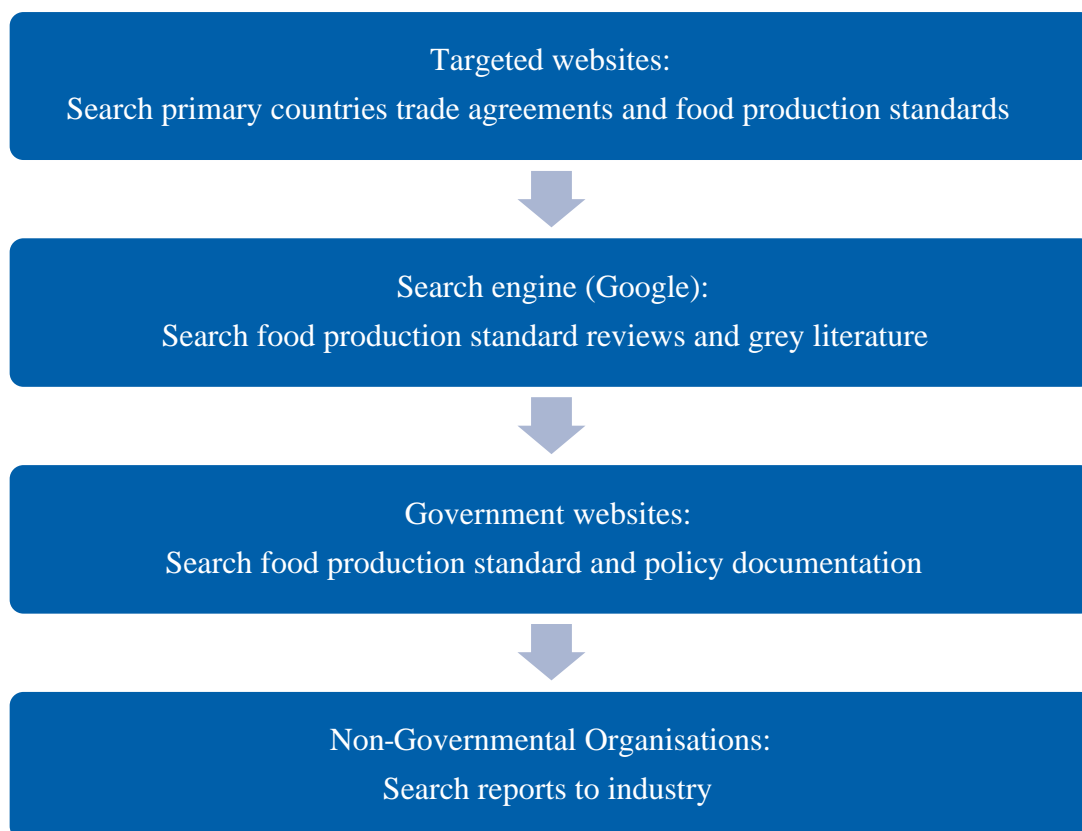 Targeted websites:
Search primary countries trade agreements and food production standards
Search engine (Google):
Search food production standard reviews and grey literature
Government websites:
Search food production standard and policy documentation
Non-Governmental Organisations:
Search reports to industry